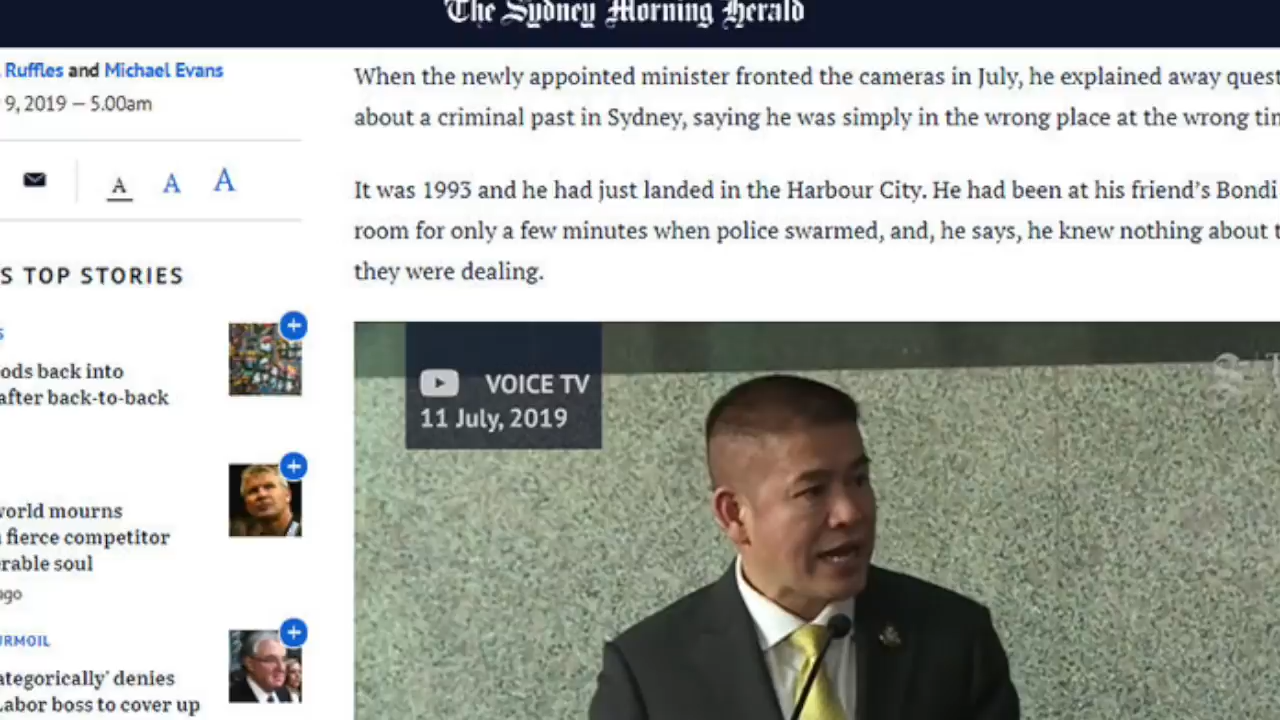 The Sydney Morning Herald
Ruffles and Michael Evans
9, 2019 — 5.00am
A A A
S TOP STORIES
ods back into
after back-to-back
world mourns
fierce competitor
rable soul
ago
URMOIL
ategorically' denies
Labor boss to cover up
When the newly appointed minister fronted the cameras in July, he explained away quest
about a criminal past in Sydney, saying he was simply in the wrong place at the wrong tin
It was 1993 and he had just landed in the Harbour City. He had been at his friend’s Bondi
room for only a few minutes when police swarmed, and, he says, he knew nothing about t
they were dealing.
VOICE TV
11 July, 2019